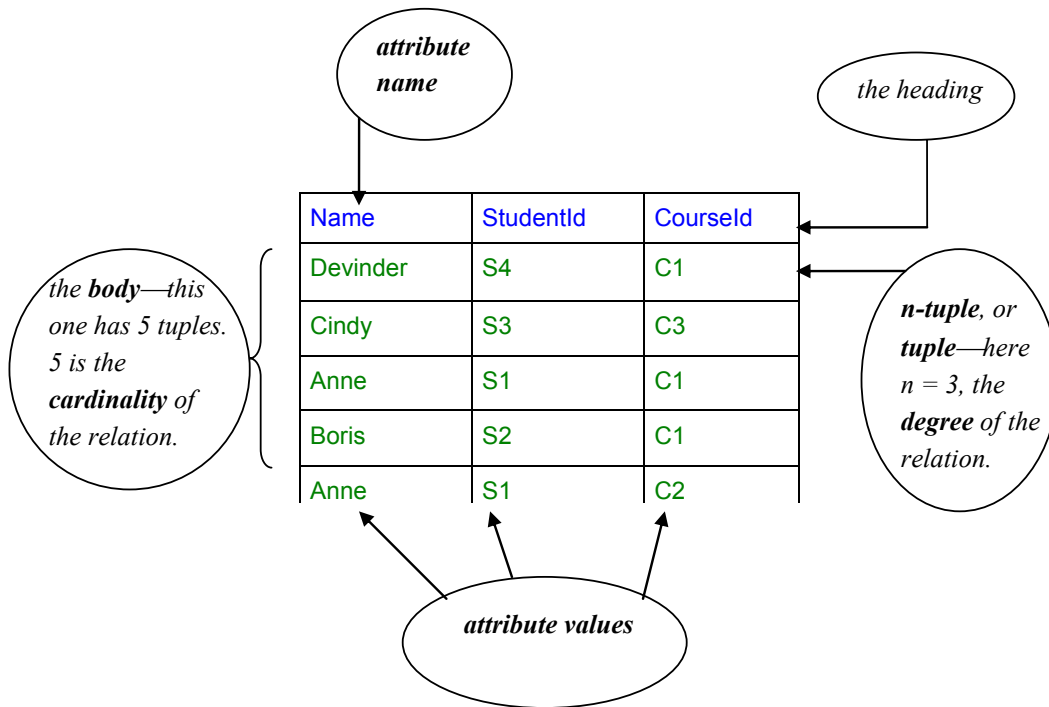 attribute
name
the heading
Name StudentId CourseId
Devinder S4 C1
Cindy S3 C3
Anne S1 C1
Boris S2 C1
Anne S1 C2
the body—this
one has 5 tuples.
5 is the
cardinality of
the relation.
n-tuple, or
tuple—here
n = 3, the
degree of the
relation.
attribute values